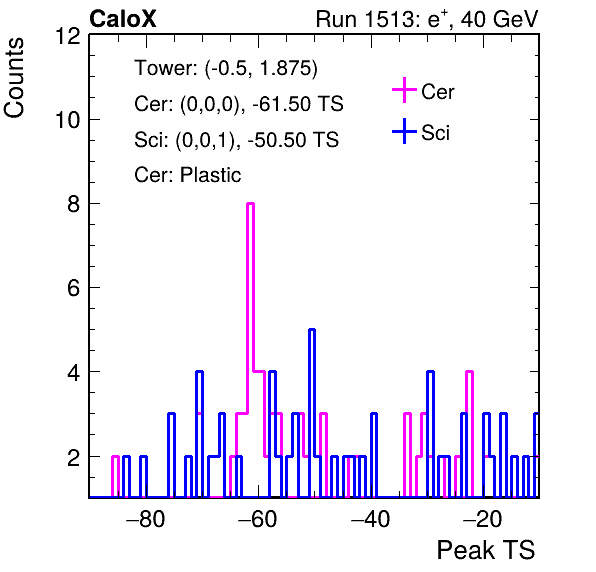 CaloX Run 1513: e⁺, 40 GeV
Counts
12
10
8
6
4
2
Tower: (-0.5, 1.875)
Cer: (0,0,0), -61.50 TS
Sci: (0,0,1), -50.50 TS
Cer: Plastic
Cer
Sci
−80 −60 −40 −20
Peak TS